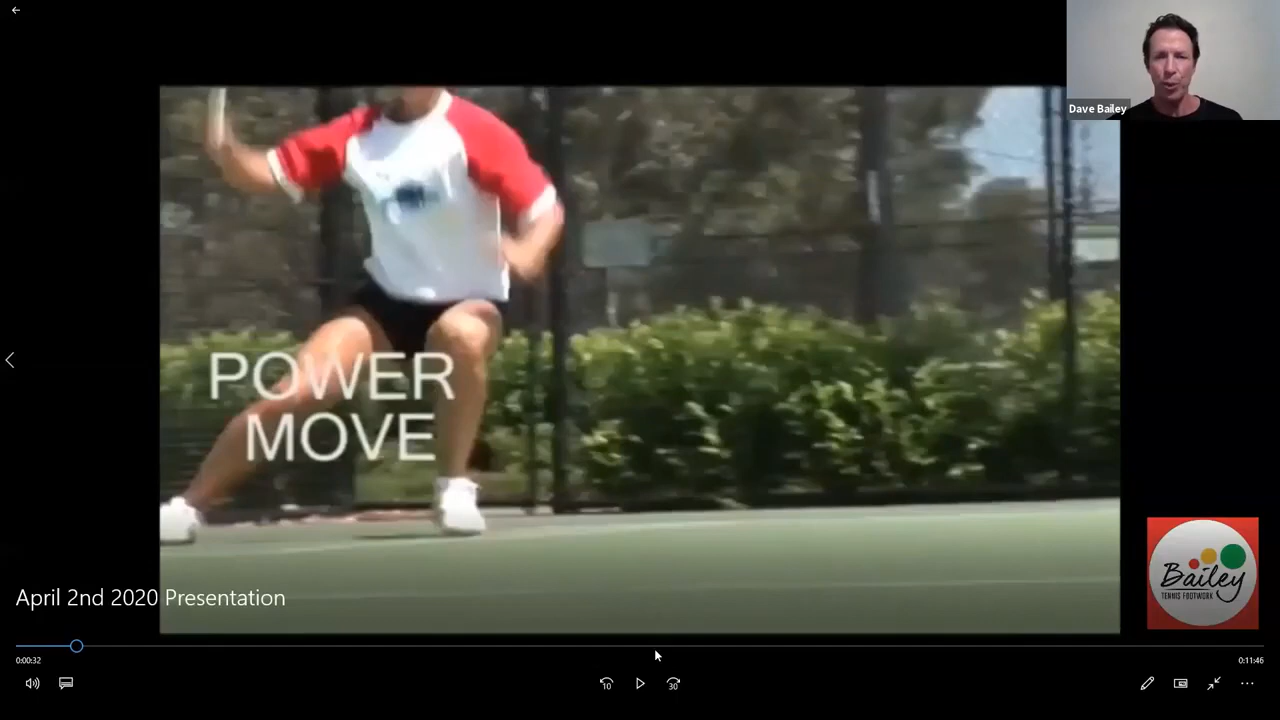 Dave Bailey
POWER
MOVE
Bailey
TENNIS FOOTWORK
April 2nd 2020 Presentation
0:00:32
0:11:46
10
30